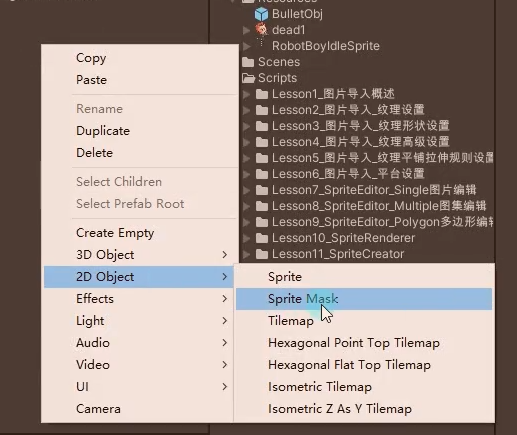 Resources
BulletObj
dead1
RobotBoyIdleSprite
Scenes
Scripts
Lesson1_图片导入概述
Lesson2_图片导入_纹理设置
Lesson3_图片导入_纹理形状设置
Lesson4_图片导入_纹理高级设置
Lesson5_图片导入_纹理平铺拉伸规则设置
Lesson6_图片导入_平台设置
Lesson7_SpriteEditor_Single图片编辑
Lesson8_SpriteEditor_Multiple图集编辑
Lesson9_SpriteEditor_Polygon多边形编辑
Lesson10_SpriteRenderer
Lesson11_SpriteCreator
Copy
Paste
Rename
Duplicate
Delete
Select Children
Select Prefab Root
Create Empty
3D Object
2D Object
Effects
Light
Audio
Video
UI
Camera
Sprite
Sprite Mask
Tilemap
Hexagonal Point Top Tilemap
Hexagonal Flat Top Tilemap
Isometric Tilemap
Isometric Z As Y Tilemap